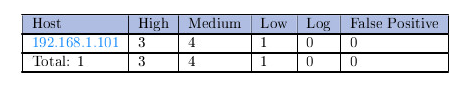 Host High Medium Low Log False Positive
192.168.1.101 3 4 1 0 0
Total: 1 3 4 1 0 0